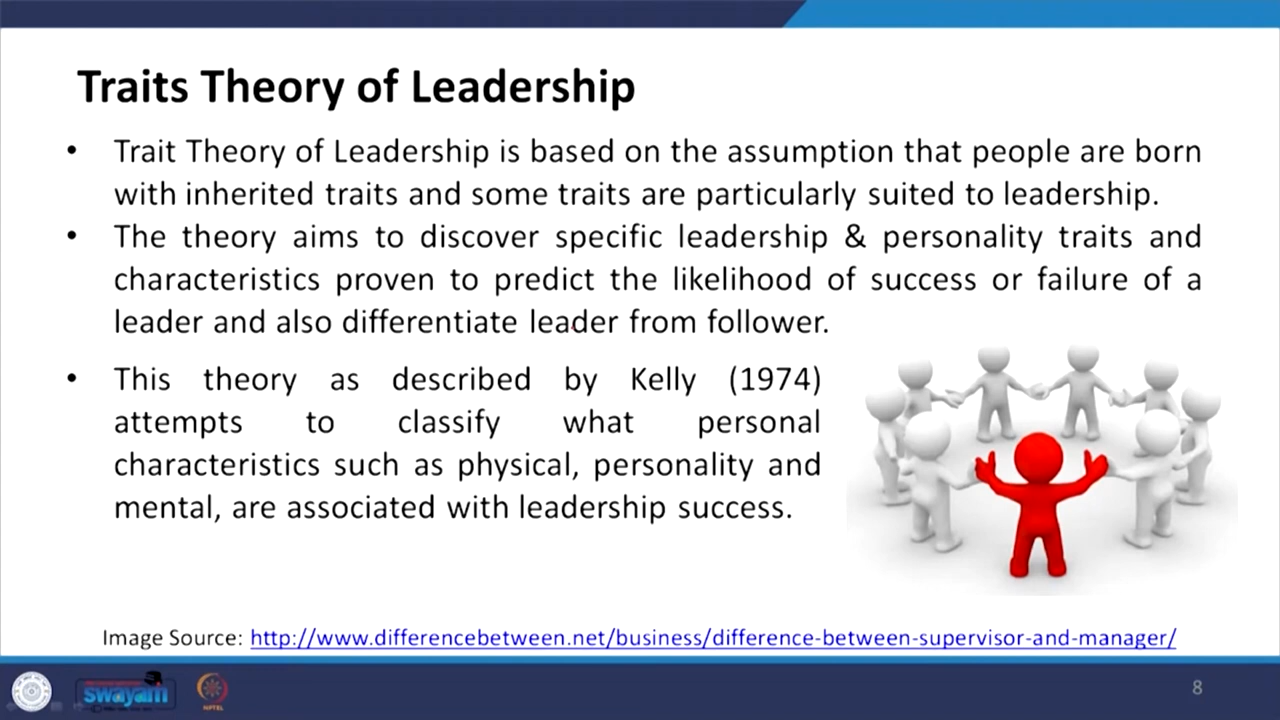 Traits Theory of Leadership
• Trait Theory of Leadership is based on the assumption that people are born
with inherited traits and some traits are particularly suited to leadership.
• The theory aims to discover specific leadership & personality traits and
characteristics proven to predict the likelihood of success or failure of a
leader and also differentiate leader from follower.
• This theory as described by Kelly (1974)
attempts to classify what personal
characteristics such as physical, personality and
mental, are associated with leadership success.
Image Source: http://www.differencebetween.net/business/difference-between-supervisor-and-manager/
swayam
NPTEL
8